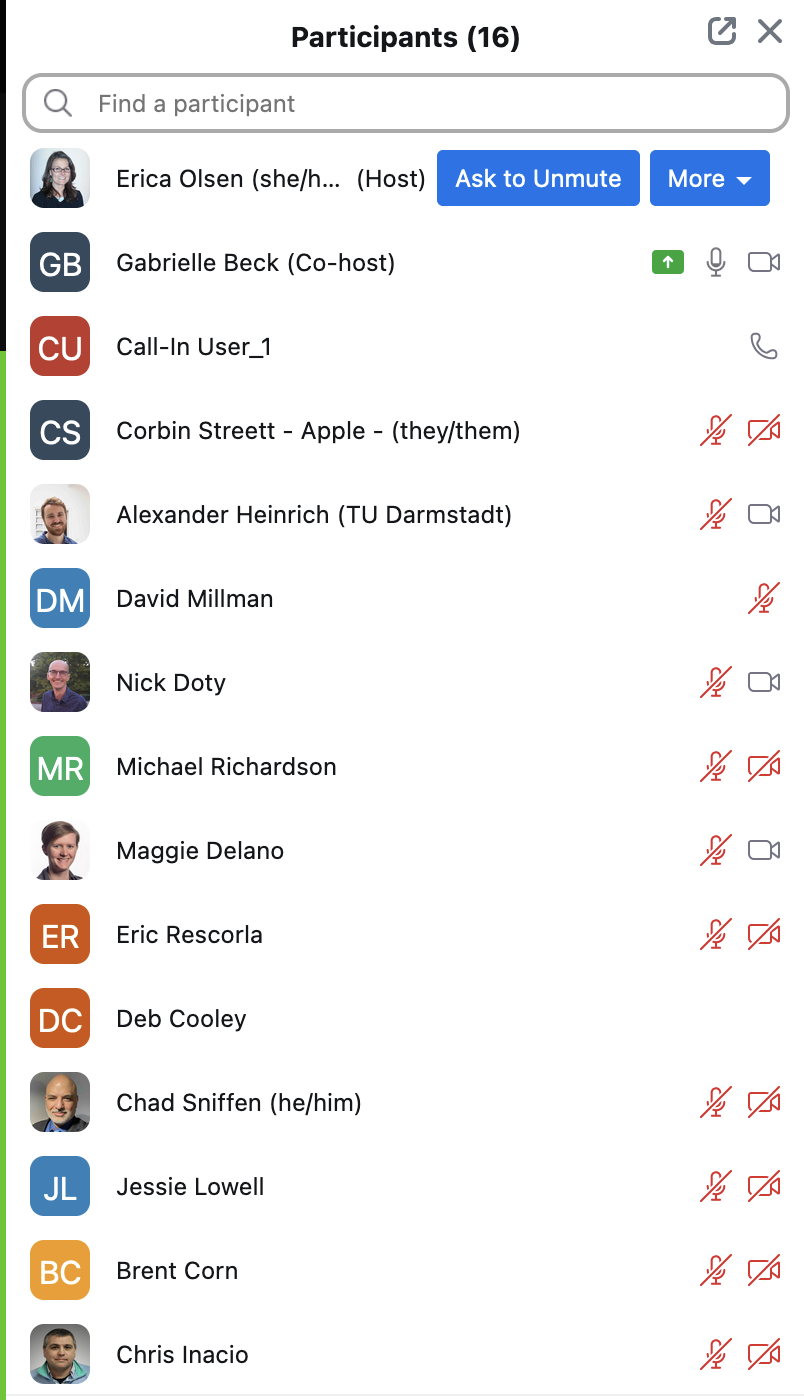 Participants (16)
Find a participant
Erica Olsen (she/h... (Host) Ask to Unmute More
GB Gabrielle Beck (Co-host)
CU Call-In User_1
CS Corbin Streett - Apple - (they/them)
Alexander Heinrich (TU Darmstadt)
DM David Millman
Nick Doty
MR Michael Richardson
Maggie Delano
ER Eric Rescorla
DC Deb Cooley
Chad Sniffen (he/him)
JL Jessie Lowell
BC Brent Corn
Chris Inacio